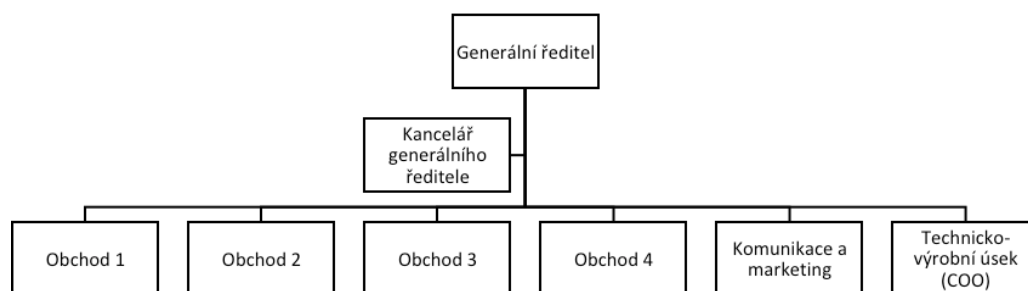 Generální ředitel
Kancelář
generálního
ředitele
Obchod 1
Obchod 2
Obchod 3
Obchod 4
Komunikace a
marketing
Technicko-
výrobní úsek
(COO)